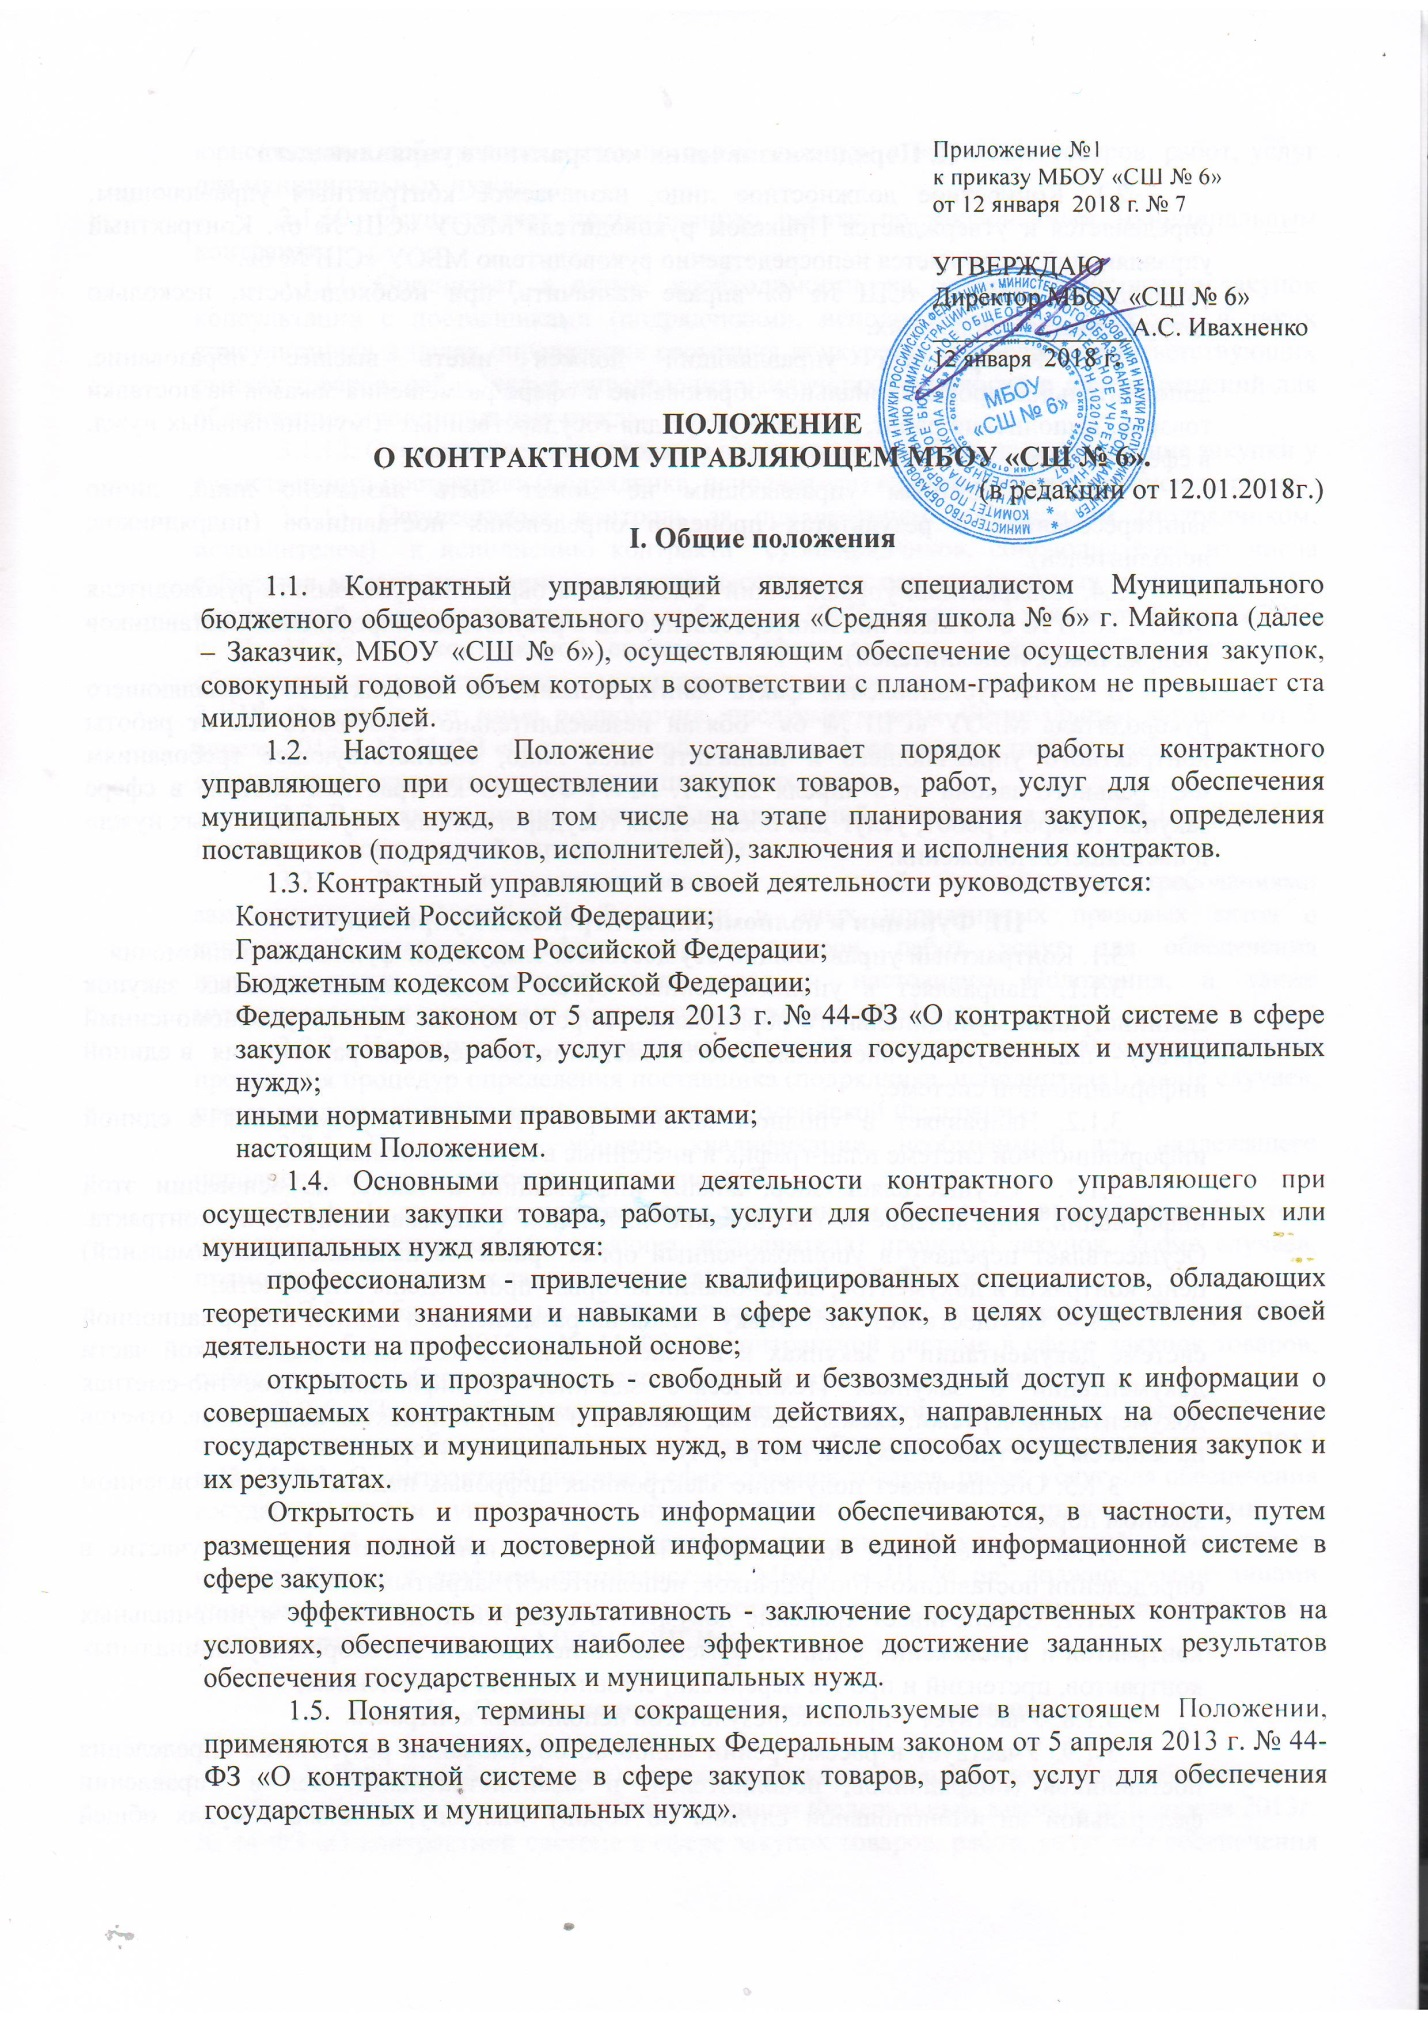 Приложение №1
к приказу МБОУ «СШ № 6»
от 12 января  2018 г. № 7
УТВЕРЖДАЮ
Директор МБОУ «СШ № 6»
А.С. Ивахненко
12 января  2018 г.
МБОУ
«СШ № 6»
ПОЛОЖЕНИЕ
О КОНТРАКТНОМ УПРАВЛЯЮЩЕМ МБОУ «СШ № 6».
(в редакции от 12.01.2018г.)
I. Общие положения
1.1. Контрактный управляющий является специалистом Муниципального
бюджетного общеобразовательного учреждения «Средняя школа № 6» г. Майкопа (далее
– Заказчик, МБОУ «СШ № 6»), осуществляющим обеспечение осуществления закупок,
совокупный годовой объем которых в соответствии с планом-графиком не превышает ста
миллионов рублей.
1.2. Настоящее Положение устанавливает порядок работы контрактного
управляющего при осуществлении закупок товаров, работ, услуг для обеспечения
муниципальных нужд, в том числе на этапе планирования закупок, определения
поставщиков (подрядчиков, исполнителей), заключения и исполнения контрактов.
1.3. Контрактный управляющий в своей деятельности руководствуется:
Конституцией Российской Федерации;
Гражданским кодексом Российской Федерации;
Бюджетным кодексом Российской Федерации;
Федеральным законом от 5 апреля 2013 г. № 44-ФЗ «О контрактной системе в сфере
закупок товаров, работ, услуг для обеспечения государственных и муниципальных
нужд»;
иными нормативными правовыми актами;
настоящим Положением.
1.4. Основными принципами деятельности контрактного управляющего при
осуществлении закупки товара, работы, услуги для обеспечения государственных или
муниципальных нужд являются:
профессионализм - привлечение квалифицированных специалистов, обладающих
теоретическими знаниями и навыками в сфере закупок, в целях осуществления своей
деятельности на профессиональной основе;
открытость и прозрачность - свободный и безвозмездный доступ к информации о
совершаемых контрактным управляющим действиях, направленных на обеспечение
государственных и муниципальных нужд, в том числе способах осуществления закупок и
их результатах.
Открытость и прозрачность информации обеспечиваются, в частности, путем
размещения полной и достоверной информации в единой информационной системе в
сфере закупок;
эффективность и результативность - заключение государственных контрактов на
условиях, обеспечивающих наиболее эффективное достижение заданных результатов
обеспечения государственных и муниципальных нужд.
1.5. Понятия, термины и сокращения, используемые в настоящем Положении,
применяются в значениях, определенных Федеральным законом от 5 апреля 2013 г. № 44-
ФЗ «О контрактной системе в сфере закупок товаров, работ, услуг для обеспечения
государственных и муниципальных нужд».